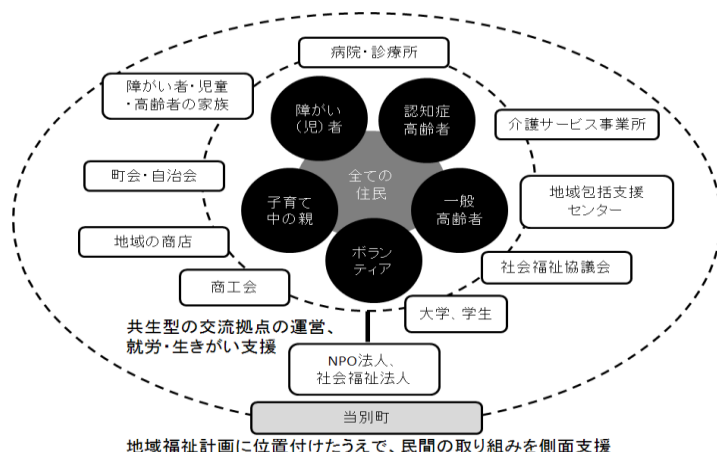 病院・診療所
障がい者・児童
・高齢者の家族
障がい
(児)者
認知症
高齢者
介護サービス事業所
町会・自治会
全ての
住民
子育て
中の親
一般
高齢者
地域包括支援
センター
地域の商店
ボラン
ティア
社会福祉協議会
商工会
大学、学生
共生型の交流拠点の運営、
就労・生きがい支援
NPO法人、
社会福祉法人
当別町
地域福祉計画に位置付けたうえで、民間の取り組みを側面支援